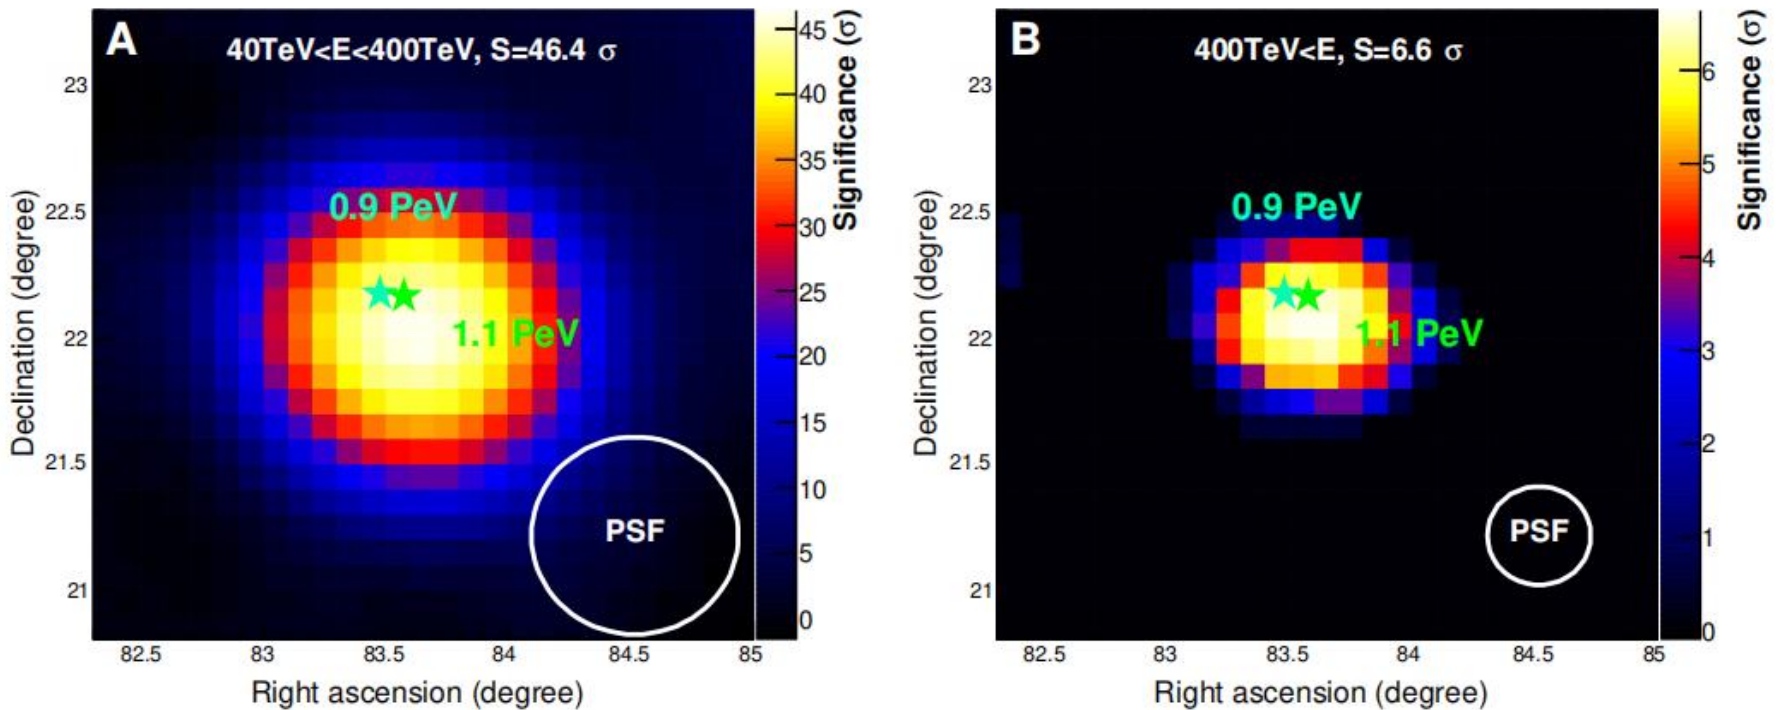 A
40TeV<E<400TeV, S=46.4 σ
0.9 PeV
1.1 PeV
PSF
23
22.5
22
21.5
21
Declination (degree)
82.5 83 83.5 84 84.5 85
Right ascension (degree)
45
40
35
30
25
20
15
10
5
0
Significance (σ)
B
400TeV<E, S=6.6 σ
0.9 PeV
1.1 PeV
PSF
23
22.5
22
21.5
21
Declination (degree)
82.5 83 83.5 84 84.5 85
Right ascension (degree)
6
5
4
3
2
1
0
Significance (σ)